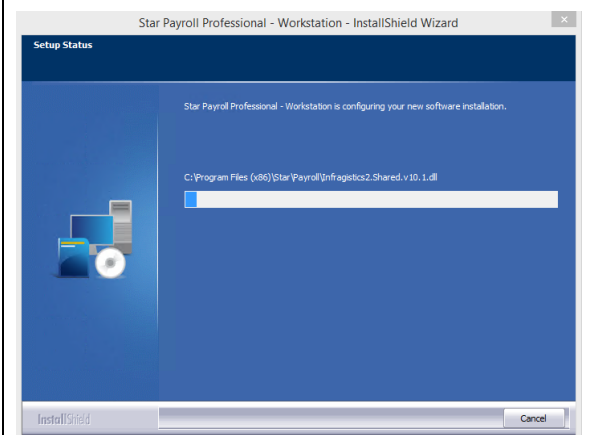 Star Payroll Professional - Workstation - InstallShield Wizard
Setup Status
Star Payroll Professional - Workstation is configuring your new software installation.
C:\Program Files (x86)\Star\Payroll\Infragistics2.Shared.v10.1.dll
InstallShield
Cancel